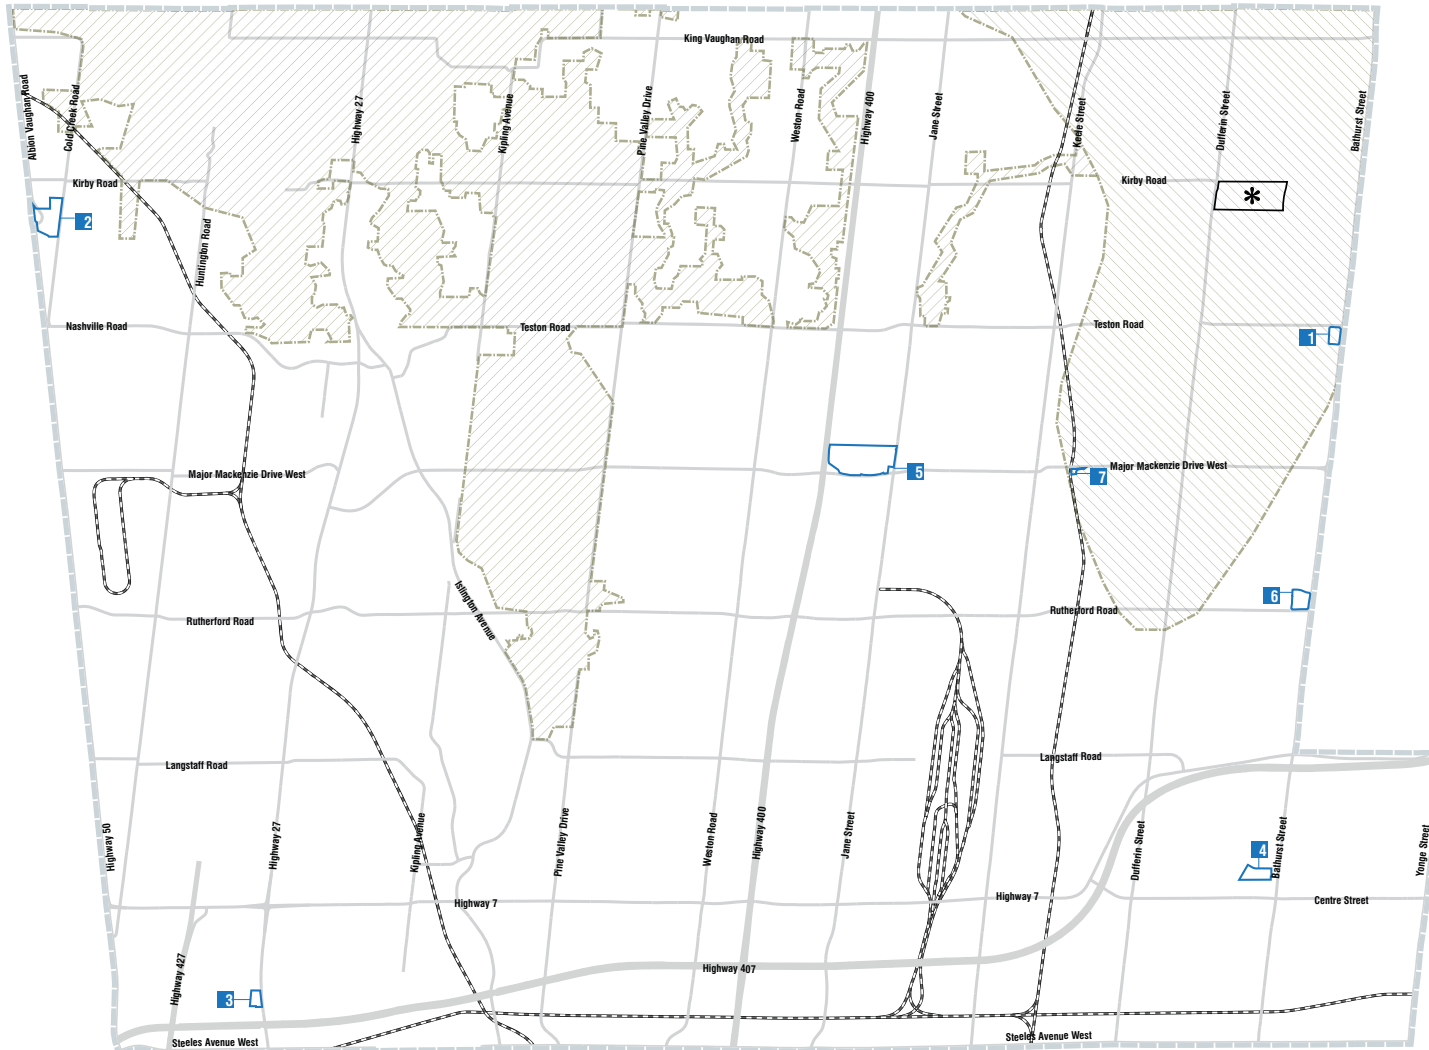 King Vaughan Road
Albion Vaughan Road
Cold Creek Road
Highway 27
Kipling Avenue
Pine Valley Drive
Weston Road
Highway 400
Jane Street
Keele Street
Dufferin Street
Bathurst Street
Kirby Road
Kirby Road
*
2
Huntington Road
Nashville Road
Teston Road
Teston Road
1
Major Mackenzie Drive West
5
7
Major Mackenzie Drive West
Islington Avenue
6
Rutherford Road
Rutherford Road
Langstaff Road
Langstaff Road
Highway 50
Highway 27
Kipling Avenue
Pine Valley Drive
Weston Road
Highway 400
Jane Street
Dufferin Street
4
Bathurst Street
Yonge Street
Highway 7
Highway 7
Centre Street
Highway 427
Highway 407
3
Steeles Avenue West
Steeles Avenue West